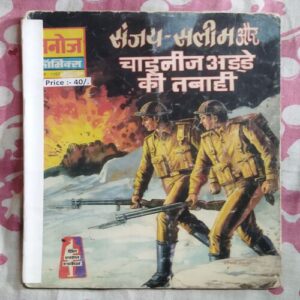 मनोज
कॉमिक्स
Price :- 40/-
संजय-सलीम और
चाइनीज अड्डे
की तबाही